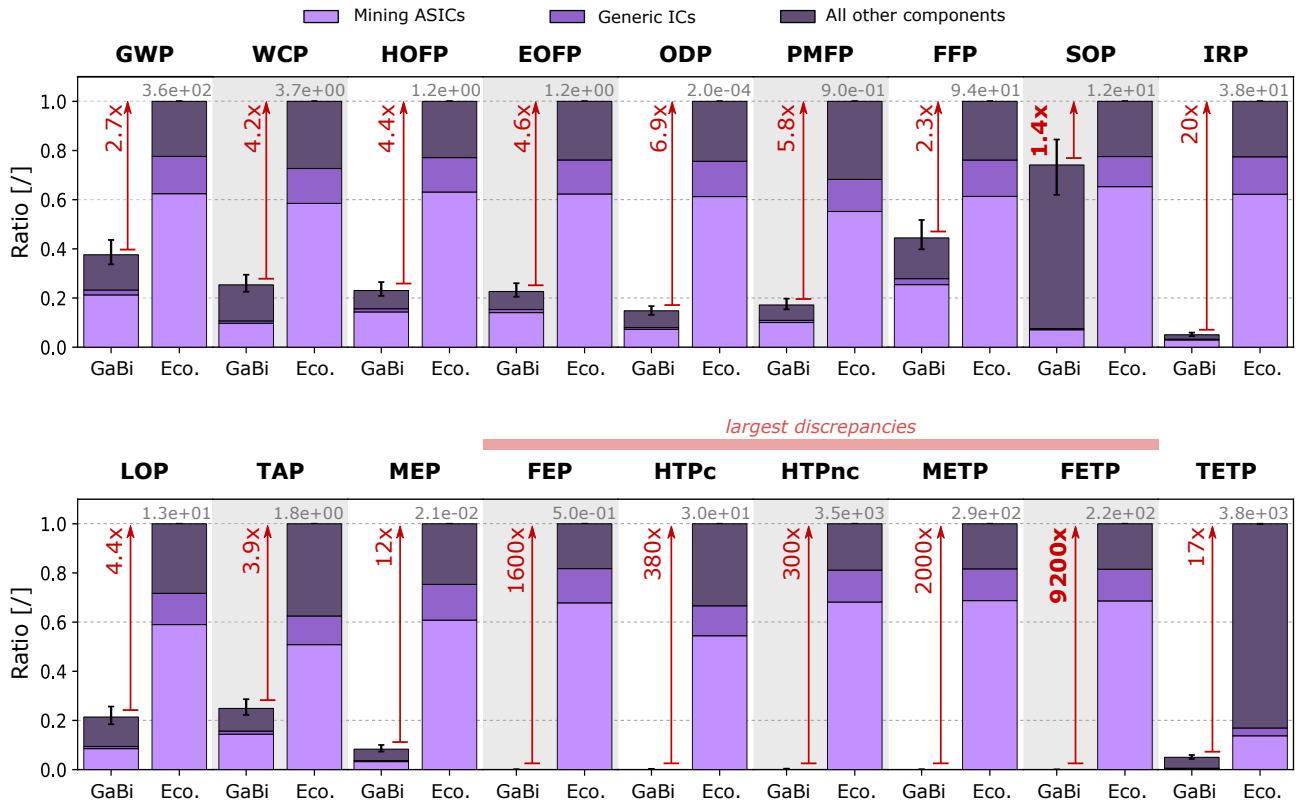 Mining ASICs Generic ICs All other components
GWP WCP HOFP EOFP ODP PMFP FFP SOP IRP
3.6e+02 3.7e+00 1.2e+00 1.2e+00 2.0e-04 9.0e-01 9.4e+01 1.2e+01 3.8e+01
2.7x 4.2x 4.4x 4.6x 6.9x 5.8x 2.3x 1.4x 20x
Ratio [/]
1.0
0.8
0.6
0.4
0.2
0.0
GaBi Eco. GaBi Eco. GaBi Eco. GaBi Eco. GaBi Eco. GaBi Eco. GaBi Eco. GaBi Eco. GaBi Eco.
largest discrepancies
LOP TAP MEP FEP HTPc HTPnc METP FETP TETP
1.3e+01 1.8e+00 2.1e-02 5.0e-01 3.0e+01 3.5e+03 2.9e+02 2.2e+02 3.8e+03
4.4x 3.9x 12x 1600x 380x 300x 2000x 9200x 17x
Ratio [/]
1.0
0.8
0.6
0.4
0.2
0.0
GaBi Eco. GaBi Eco. GaBi Eco. GaBi Eco. GaBi Eco. GaBi Eco. GaBi Eco. GaBi Eco. GaBi Eco.